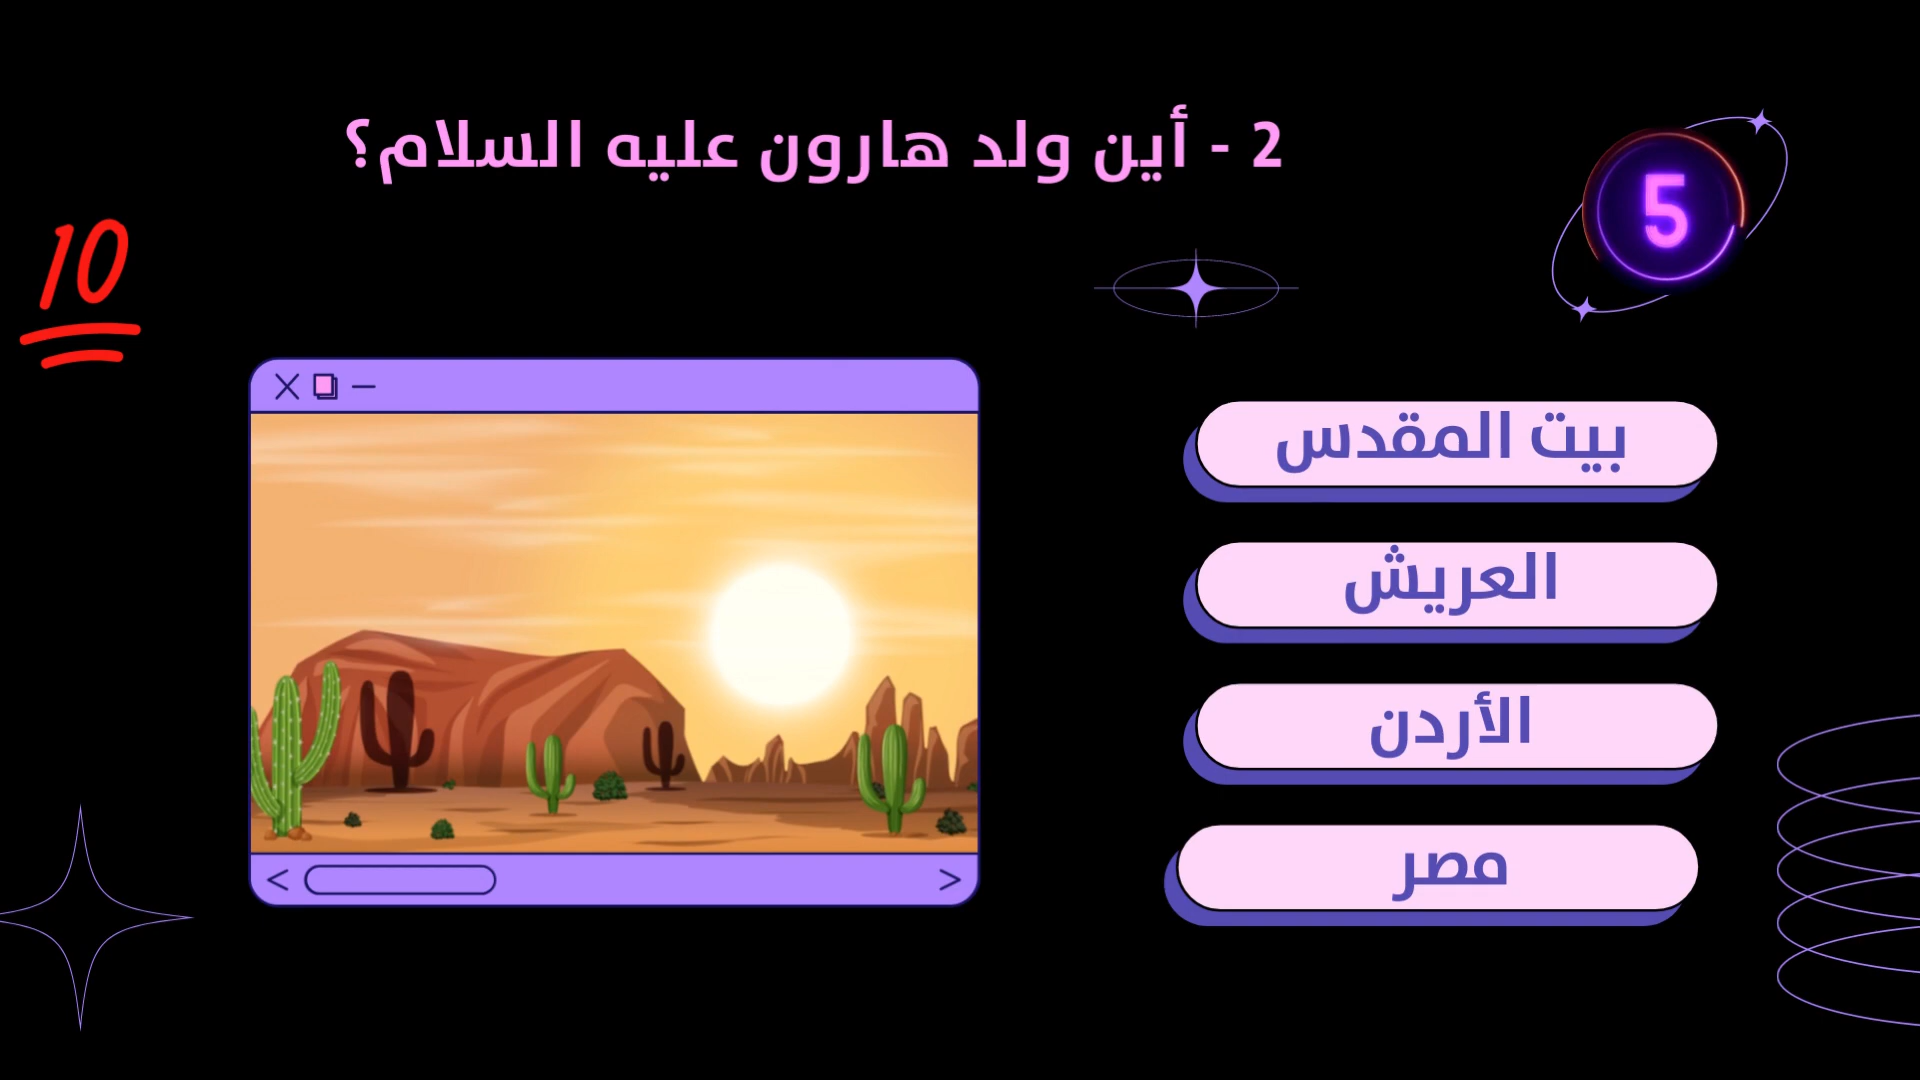 2 - أين ولد هارون عليه السلام؟
5
10
بيت المقدس
العريش
الأردن
مصر